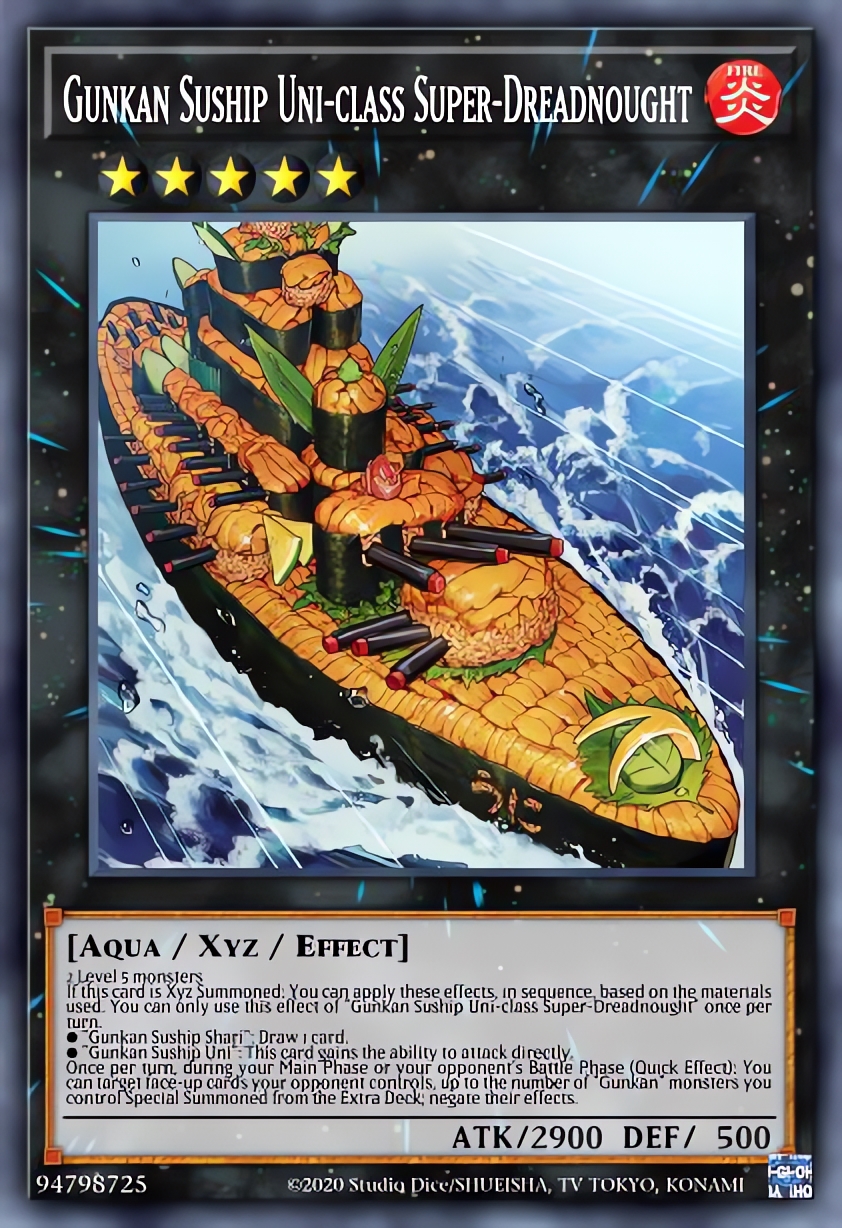 GUNKAN SUSHIP UNI-CLASS SUPER-DREADNOUGHT
FIRE
炎
[AQUA / XYZ / EFFECT]
2 Level 5 monsters
If this card is Xyz Summoned: You can apply these effects, in sequence, based on the materials
used. You can only use this effect of "Gunkan Suship Uni-class Super-Dreadnought" once per
turn.
● "Gunkan Suship Shari": Draw 1 card.
● "Gunkan Suship Uni": This card gains the ability to attack directly.
Once per turn, during your Main Phase or your opponent's Battle Phase (Quick Effect): You
can target face-up cards your opponent controls, up to the number of "Gunkan" monsters you
control Special Summoned from the Extra Deck; negate their effects.
ATK/2900 DEF/ 500
94798725
©2020 Studio Dice/SHUEISHA, TV TOKYO, KONAMI